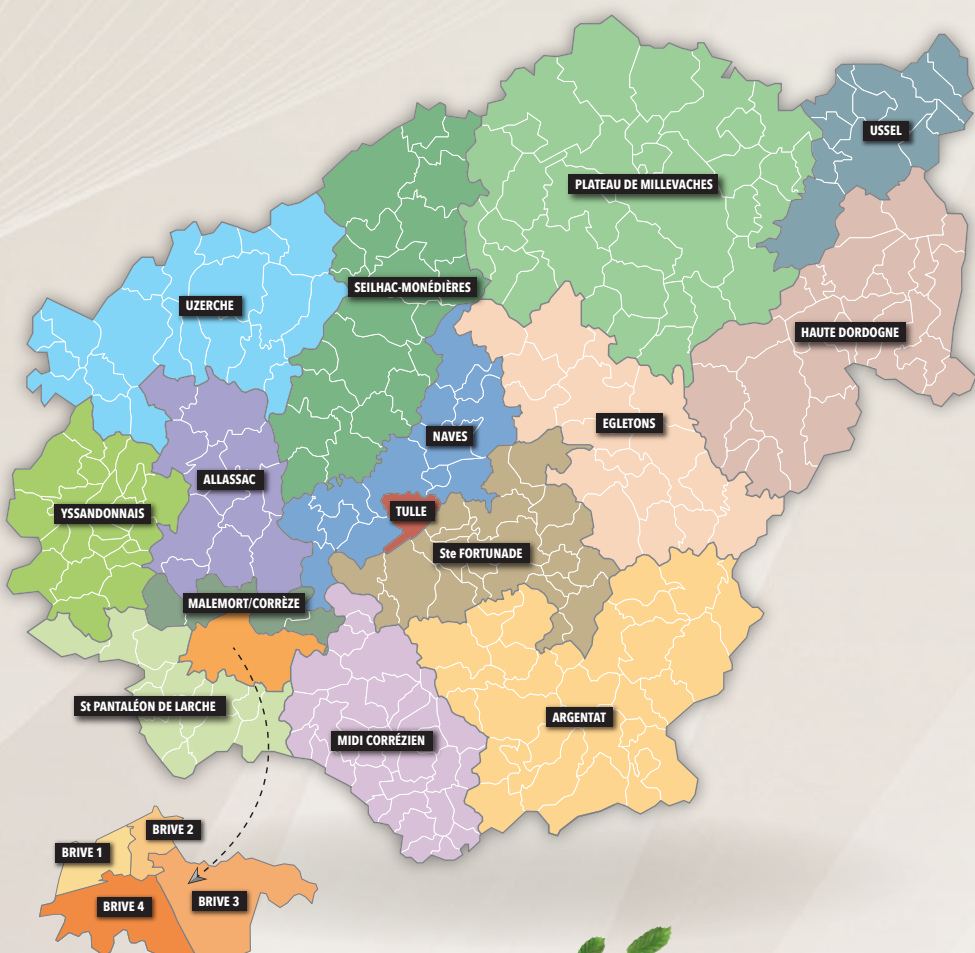 USSEL
PLATEAU DE MILLEVACHES
SEILHAC-MONÉDIÈRES
UZERCHE
HAUTE DORDOGNE
EGLETONS
NAVES
ALLASSAC
YSSANDONNAIS
TULLE
Ste FORTUNADE
MALEMORT/CORRÈZE
St PANTALÉON DE LARCHE
ARGENTAT
MIDI CORRÉZIEN
BRIVE 2
BRIVE 1
BRIVE 3
BRIVE 4